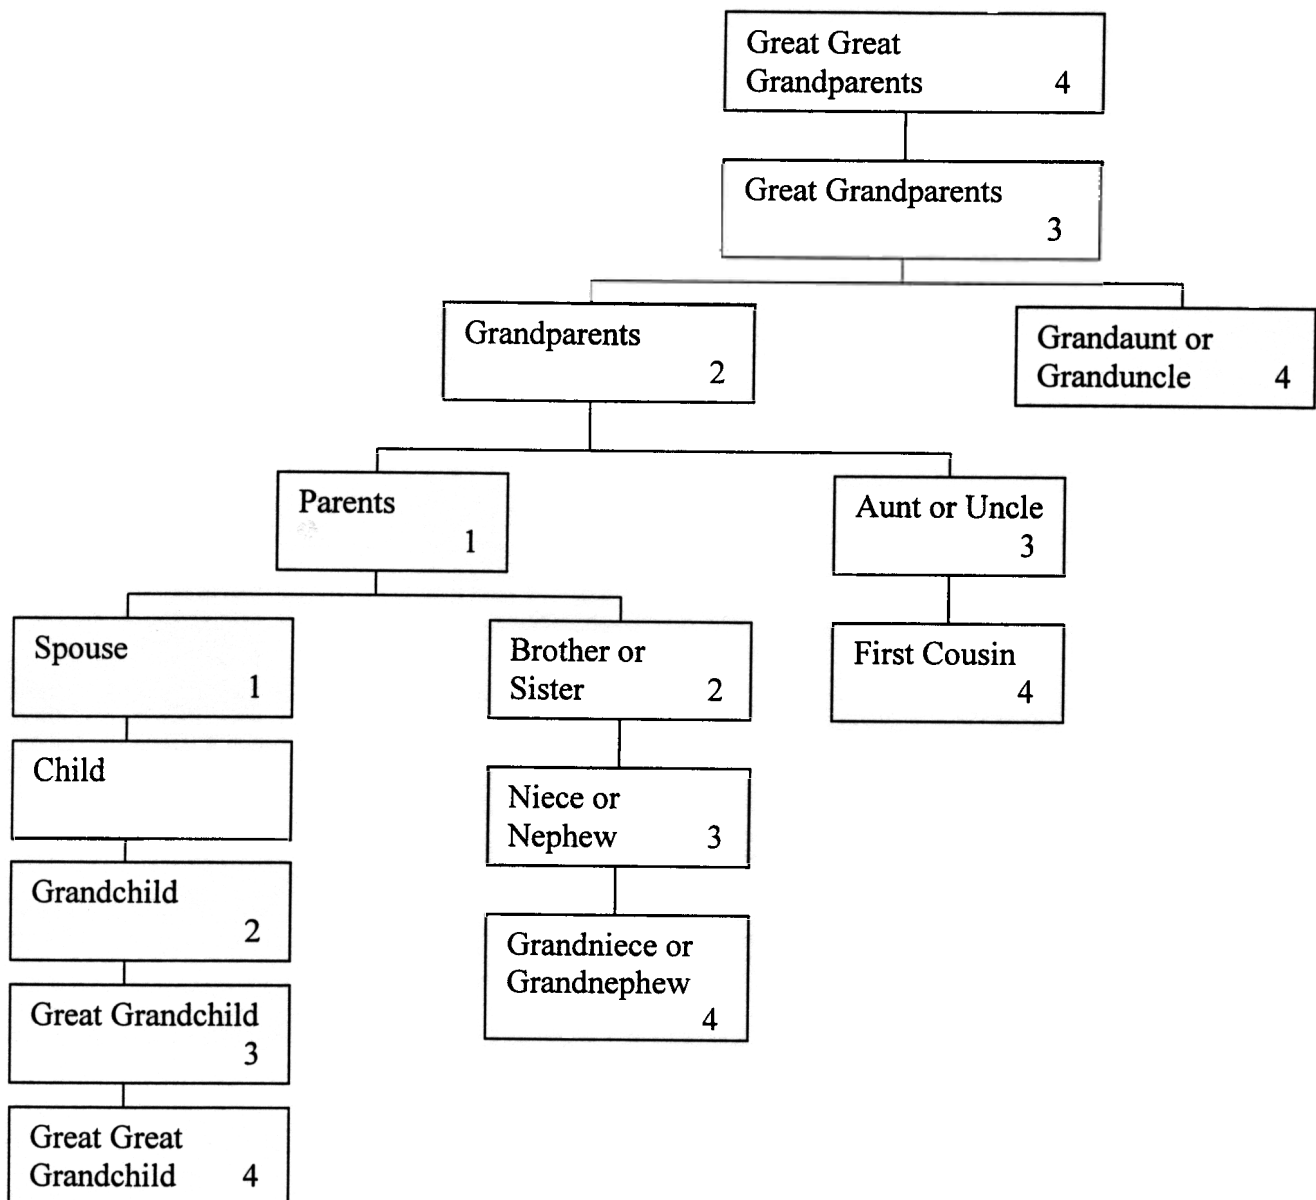 Great Great
Grandparents 4
Great Grandparents
3
Grandparents
2
Grandaunt or
Granduncle 4
Parents
1
Aunt or Uncle
3
Spouse
1
Brother or
Sister 2
First Cousin
4
Child
Niece or
Nephew 3
Grandchild
2
Grandniece or
Grandnephew
4
Great Grandchild
3
Great Great
Grandchild 4